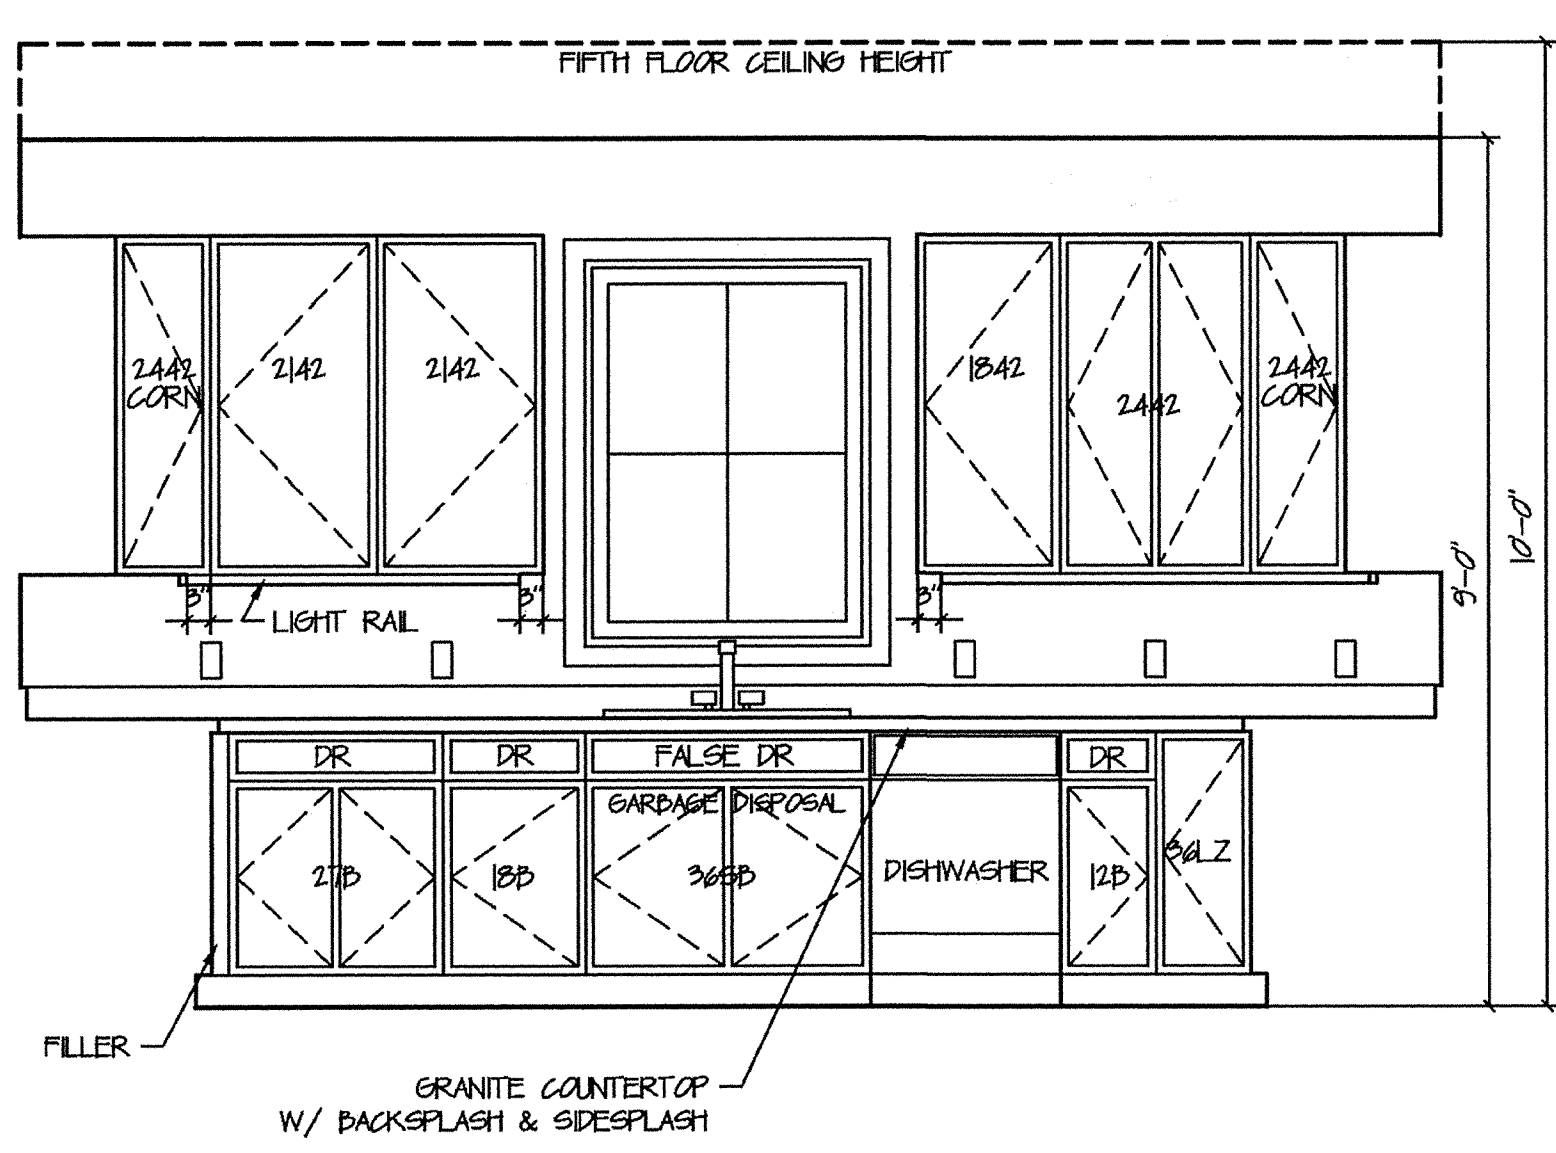 FIFTH FLOOR CEILING HEIGHT
2442
CORN
2142
2142
1842
2442
2442
CORN
9'-0"
10'-0"
3"
LIGHT RAIL
3"
3"
DR
DR
FALSE DR
DR
GARBAGE DISPOSAL
27B
18B
36SB
DISHWASHER
12B
36LZ
FILLER
GRANITE COUNTERTOP
W/ BACKSPLASH & SIDESPLASH